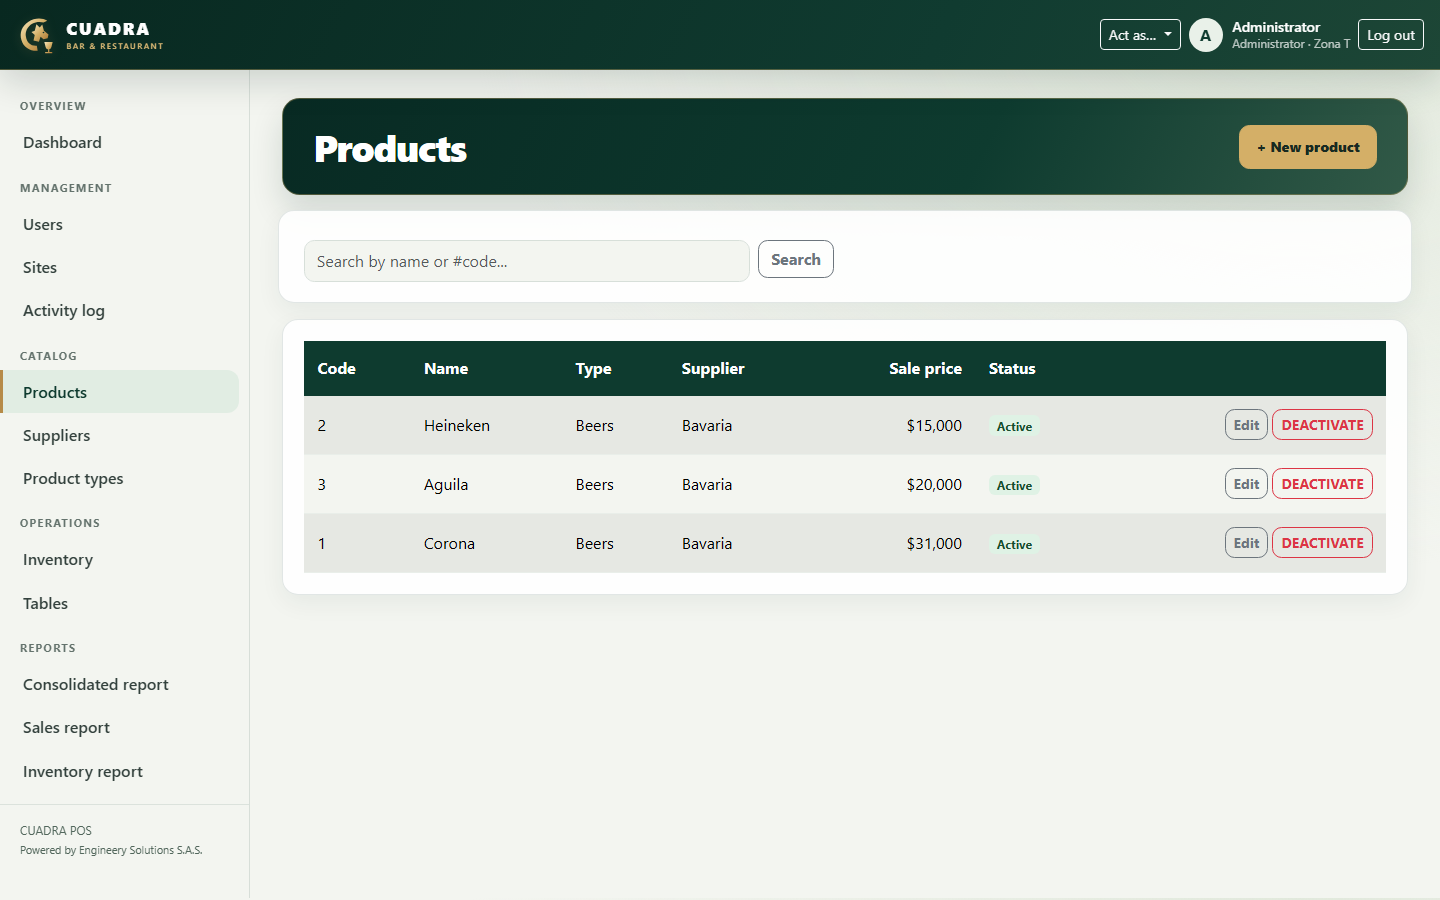 CUADRA
BAR & RESTAURANT
Act as...
A
Administrator
Administrator · Zona T
Log out
OVERVIEW
Dashboard
MANAGEMENT
Users
Sites
Activity log
CATALOG
Products
Suppliers
Product types
OPERATIONS
Inventory
Tables
REPORTS
Consolidated report
Sales report
Inventory report
CUADRA POS
Powered by Engineery Solutions S.A.S.
Products
+ New product
Search by name or #code...
Search
Code Name Type Supplier Sale price Status
2 Heineken Beers Bavaria $15,000 Active Edit DEACTIVATE
3 Aguila Beers Bavaria $20,000 Active Edit DEACTIVATE
1 Corona Beers Bavaria $31,000 Active Edit DEACTIVATE